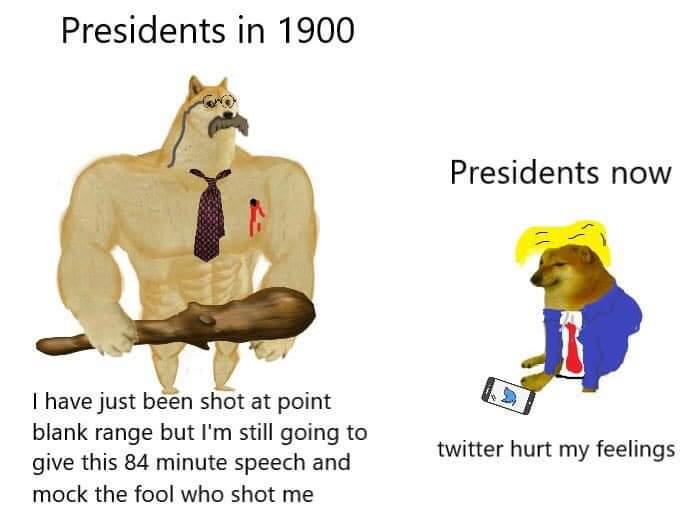 Presidents in 1900
I have just been shot at point
blank range but I'm still going to
give this 84 minute speech and
mock the fool who shot me
Presidents now
twitter hurt my feelings